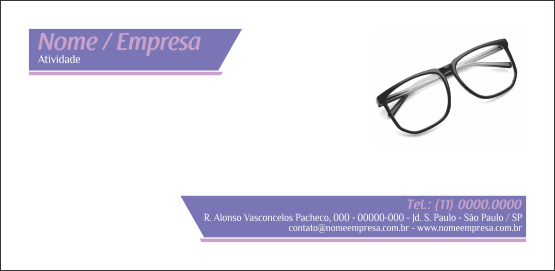 Nome / Empresa
Atividade
Tel.: (11) 0000.0000
R. Alonso Vasconcelos Pacheco, 000 - 00000-000 - Jd. S. Paulo - São Paulo / SP
contato@nomeempresa.com.br - www.nomeempresa.com.br